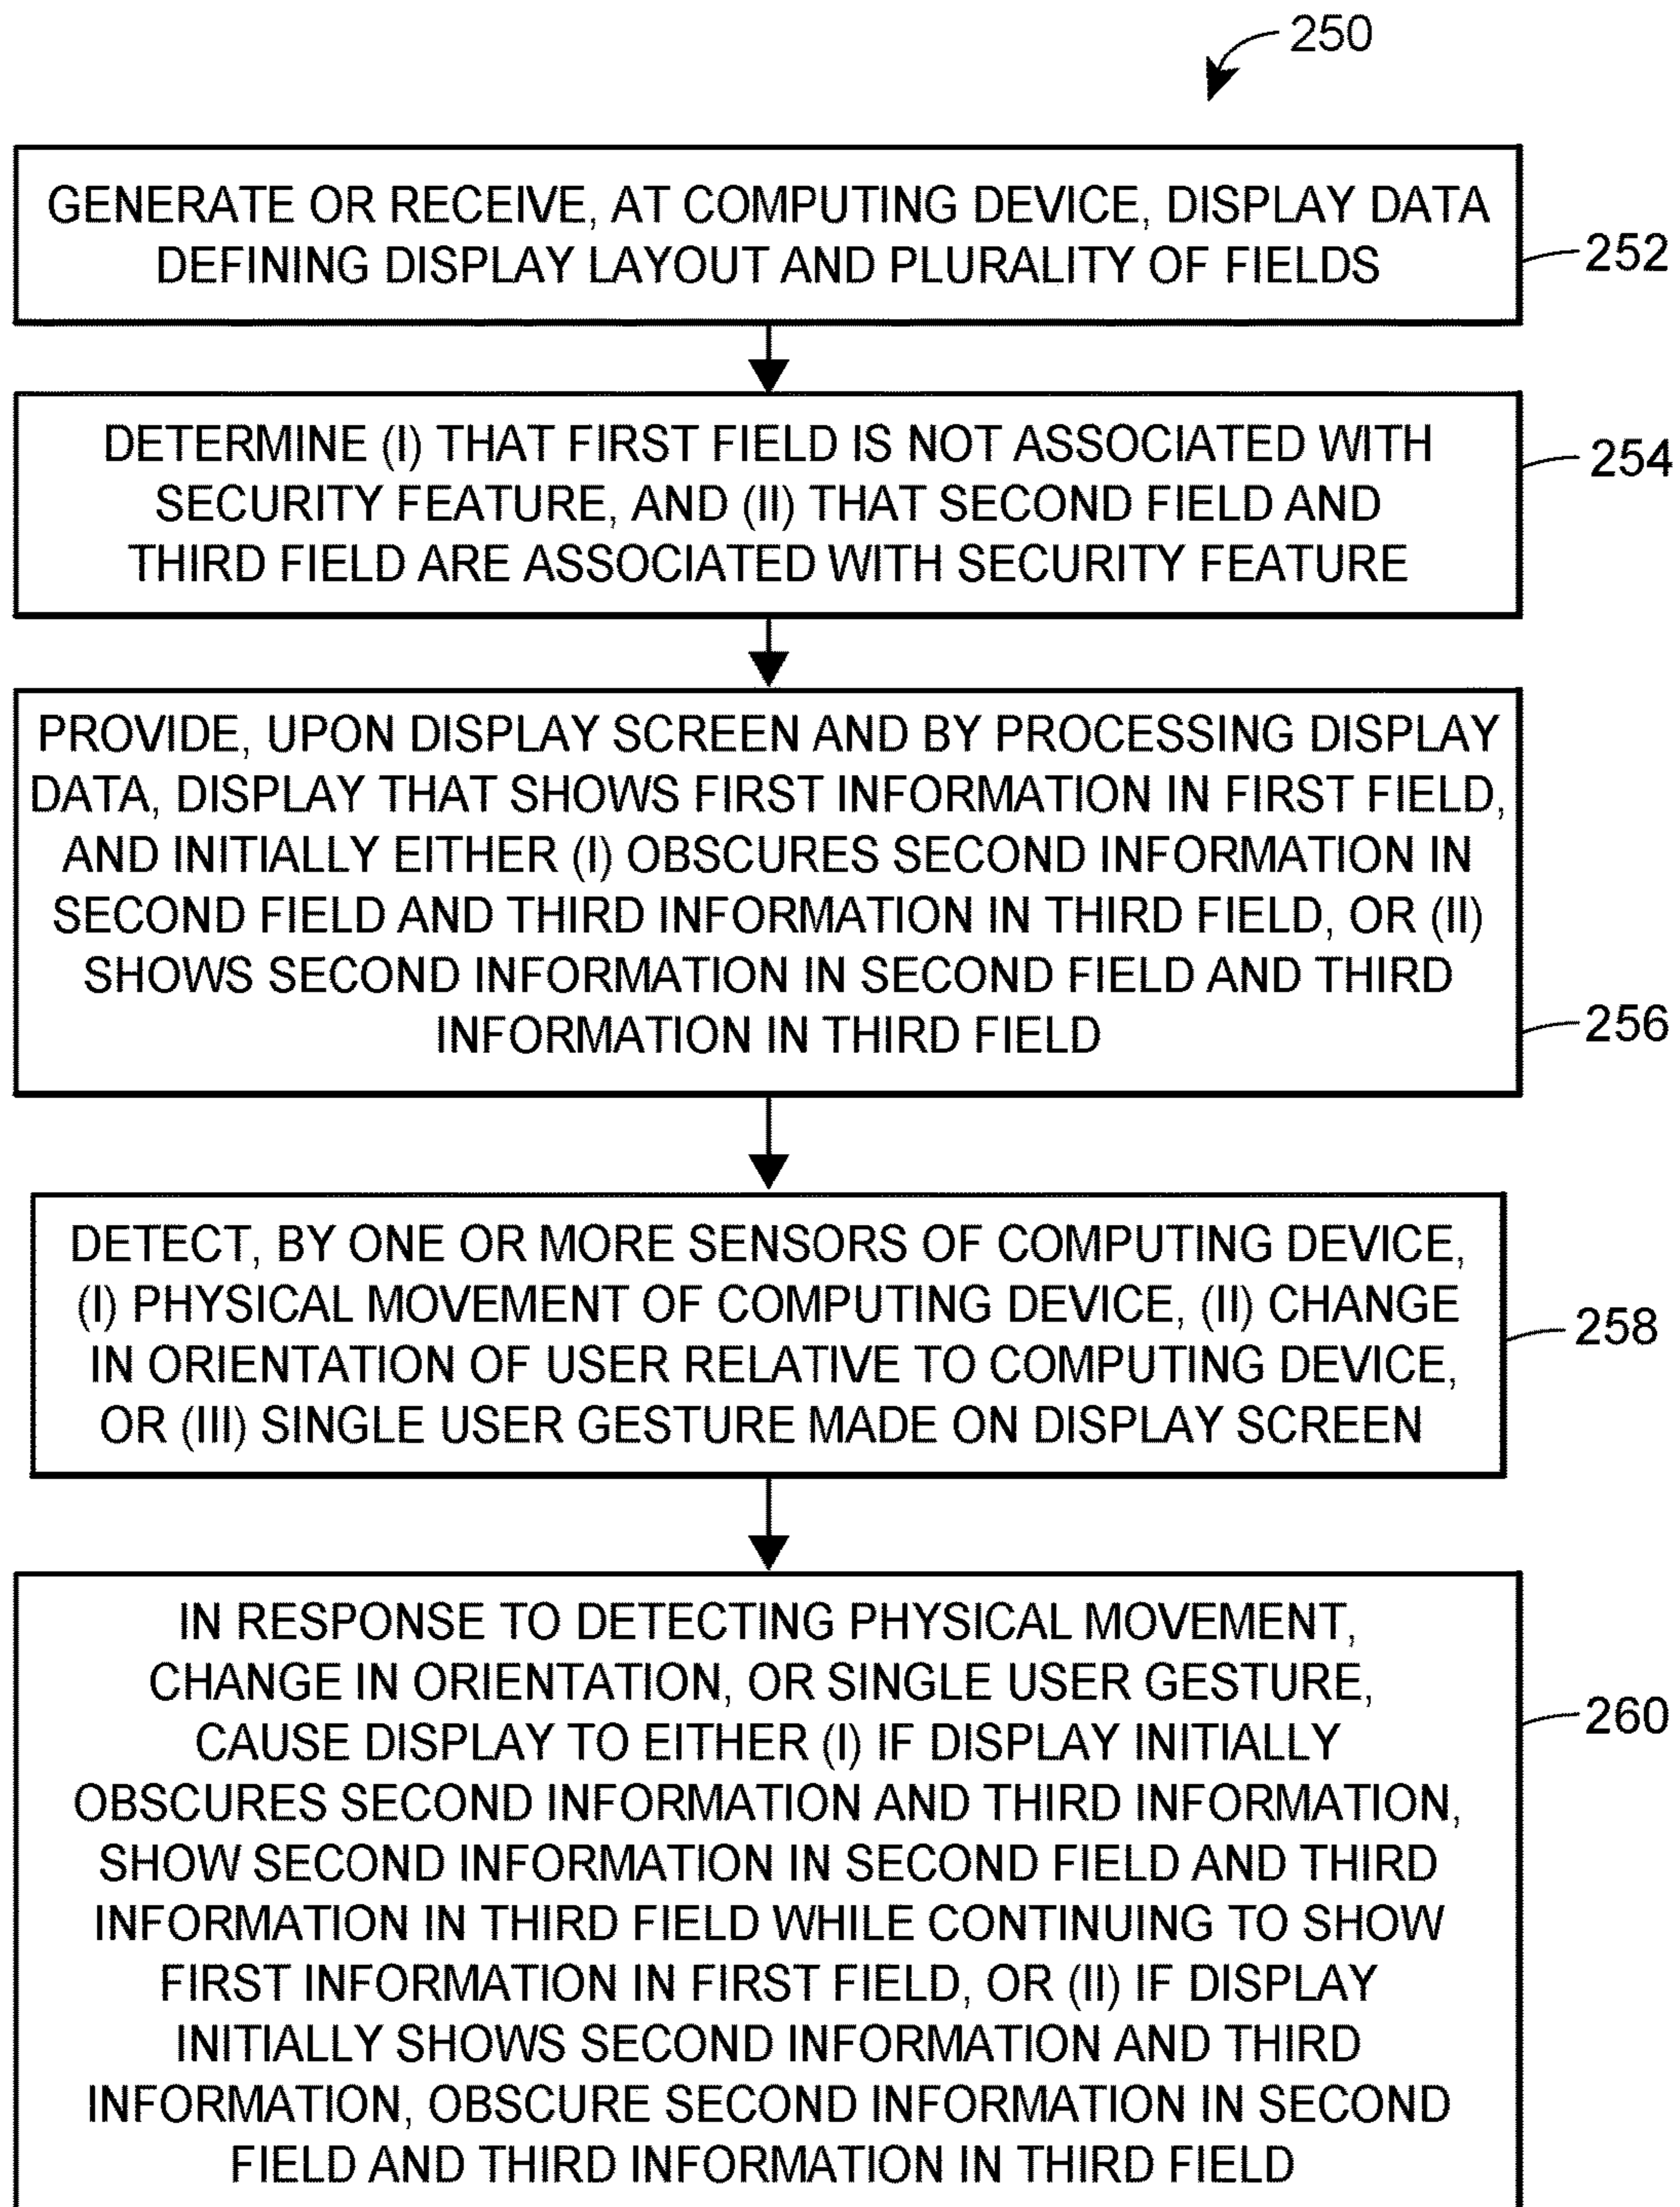 250
GENERATE OR RECEIVE, AT COMPUTING DEVICE, DISPLAY DATA
DEFINING DISPLAY LAYOUT AND PLURALITY OF FIELDS
252
DETERMINE (I) THAT FIRST FIELD IS NOT ASSOCIATED WITH
SECURITY FEATURE, AND (II) THAT SECOND FIELD AND
THIRD FIELD ARE ASSOCIATED WITH SECURITY FEATURE
254
PROVIDE, UPON DISPLAY SCREEN AND BY PROCESSING DISPLAY
DATA, DISPLAY THAT SHOWS FIRST INFORMATION IN FIRST FIELD,
AND INITIALLY EITHER (I) OBSCURES SECOND INFORMATION IN
SECOND FIELD AND THIRD INFORMATION IN THIRD FIELD, OR (II)
SHOWS SECOND INFORMATION IN SECOND FIELD AND THIRD
INFORMATION IN THIRD FIELD
256
DETECT, BY ONE OR MORE SENSORS OF COMPUTING DEVICE,
(I) PHYSICAL MOVEMENT OF COMPUTING DEVICE, (II) CHANGE
IN ORIENTATION OF USER RELATIVE TO COMPUTING DEVICE,
OR (III) SINGLE USER GESTURE MADE ON DISPLAY SCREEN
258
IN RESPONSE TO DETECTING PHYSICAL MOVEMENT,
CHANGE IN ORIENTATION, OR SINGLE USER GESTURE,
CAUSE DISPLAY TO EITHER (I) IF DISPLAY INITIALLY
OBSCURES SECOND INFORMATION AND THIRD INFORMATION,
SHOW SECOND INFORMATION IN SECOND FIELD AND THIRD
INFORMATION IN THIRD FIELD WHILE CONTINUING TO SHOW
FIRST INFORMATION IN FIRST FIELD, OR (II) IF DISPLAY
INITIALLY SHOWS SECOND INFORMATION AND THIRD
INFORMATION, OBSCURE SECOND INFORMATION IN SECOND
FIELD AND THIRD INFORMATION IN THIRD FIELD
260